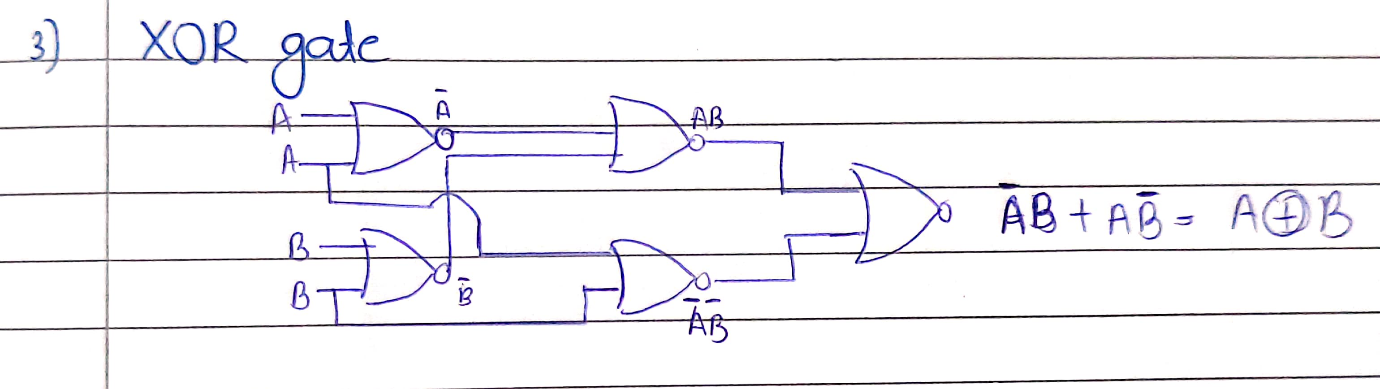 3) XOR gate
Ā
A
AB
A
ĀB + AB̄ = A⊕B
B
B̄
B
ĀB̄